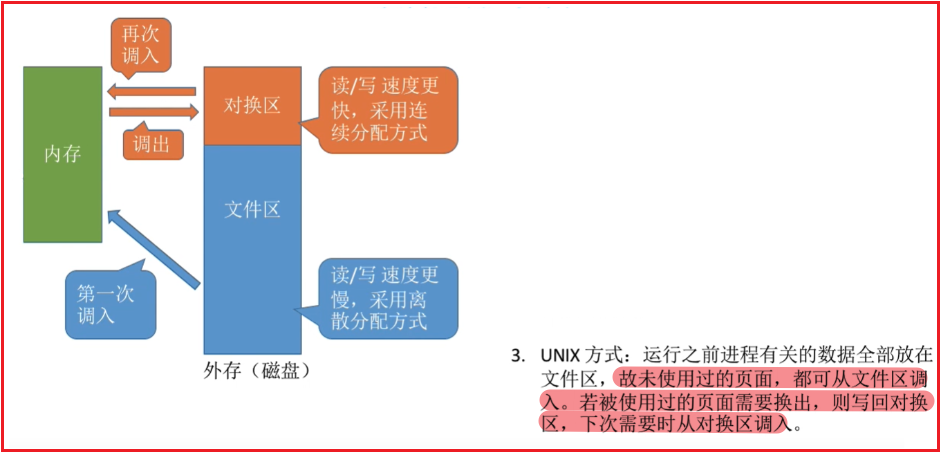 再次
调入
内存
调出
对换区
读/写 速度更
快，采用连
续分配方式
文件区
第一次
调入
读/写 速度更
慢，采用离
散分配方式
外存（磁盘）
3. UNIX 方式：运行之前进程有关的数据全部放在
文件区，故未使用过的页面，都可从文件区调
入。若被使用过的页面需要换出，则写回对换
区，下次需要时从对换区调入。